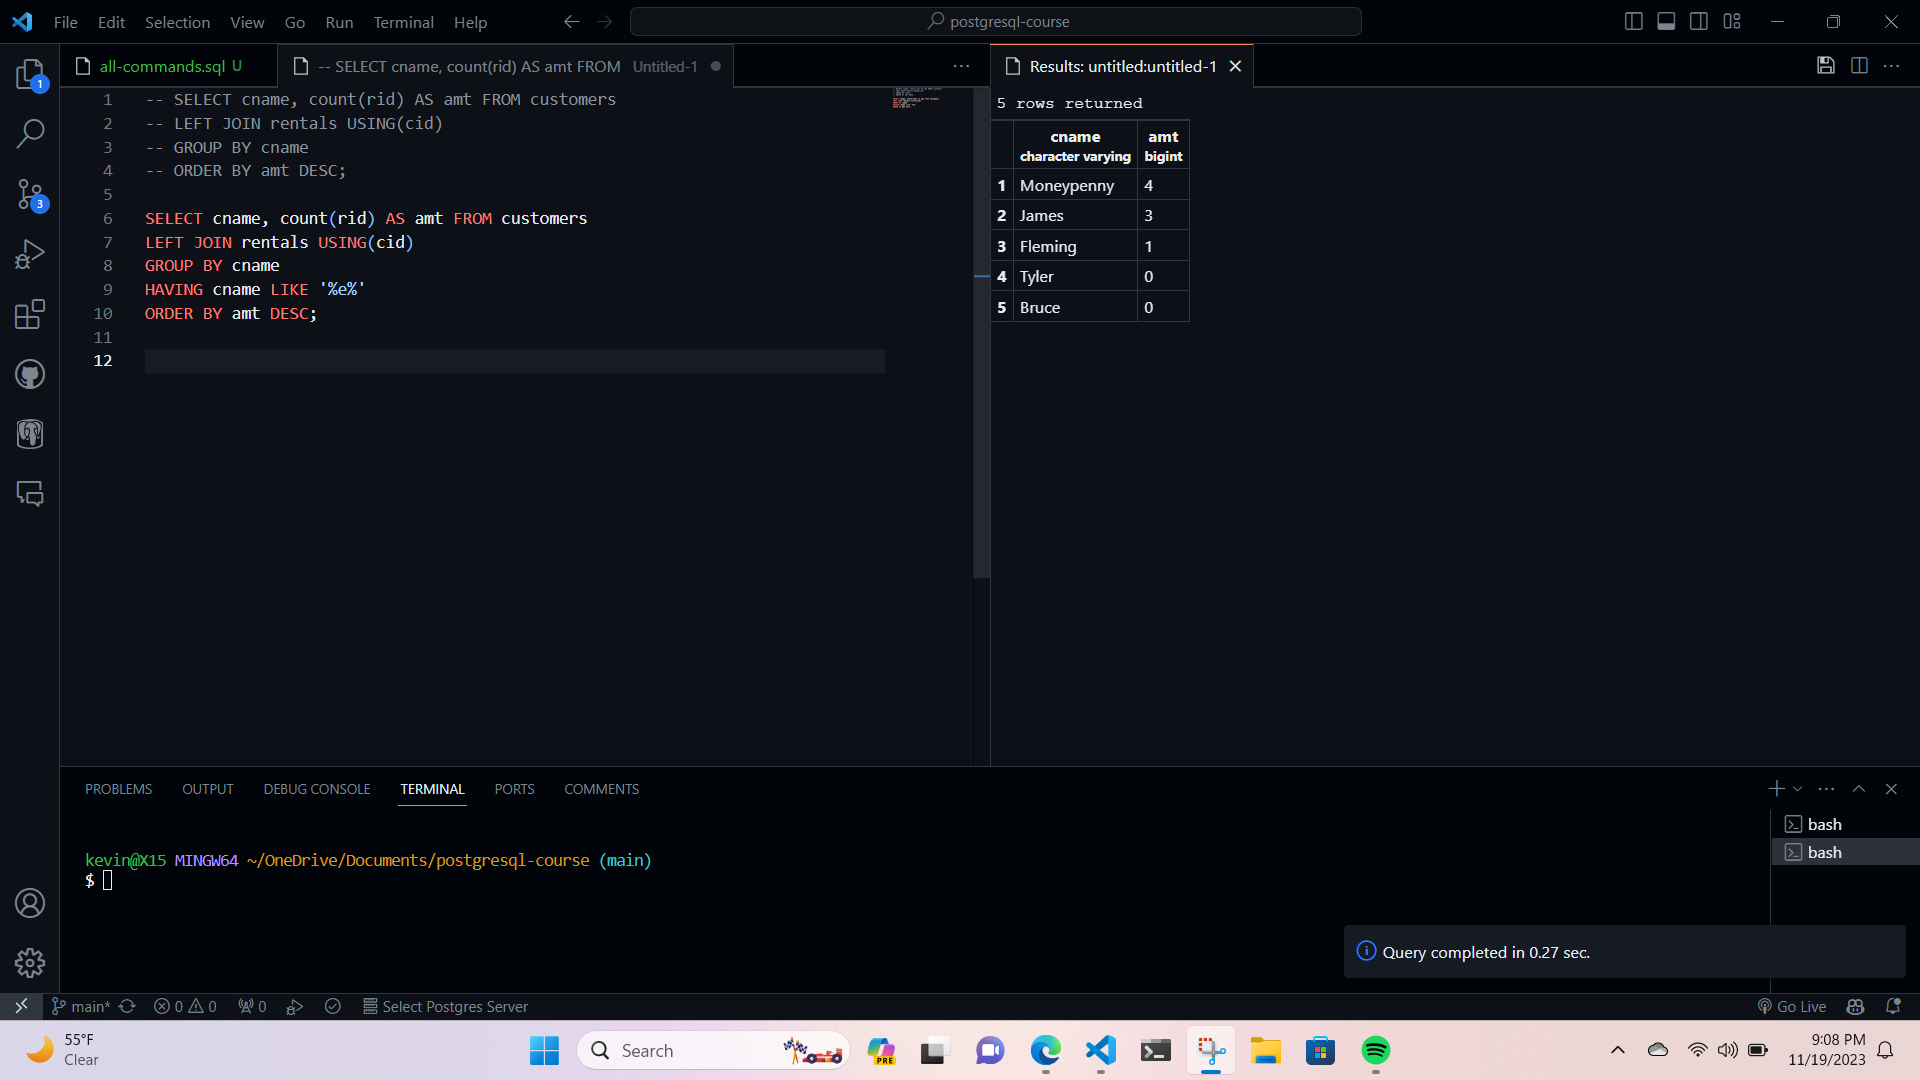 File Edit Selection View Go Run Terminal Help
postgresql-course
all-commands.sql U
-- SELECT cname, count(rid) AS amt FROM Untitled-1
Results: untitled:untitled-1
1 -- SELECT cname, count(rid) AS amt FROM customers
2 -- LEFT JOIN rentals USING(cid)
3 -- GROUP BY cname
4 -- ORDER BY amt DESC;
5
6 SELECT cname, count(rid) AS amt FROM customers
7 LEFT JOIN rentals USING(cid)
8 GROUP BY cname
9 HAVING cname LIKE '%e%'
10 ORDER BY amt DESC;
11
12
5 rows returned
cname amt
character varying bigint
1 Moneypenny 4
2 James 3
3 Fleming 1
4 Tyler 0
5 Bruce 0
1
3
PROBLEMS OUTPUT DEBUG CONSOLE TERMINAL PORTS COMMENTS
kevin@X15 MINGW64 ~/OneDrive/Documents/postgresql-course (main)
$
bash
bash
Query completed in 0.27 sec.
main* 0 0 0 Select Postgres Server Go Live
55°F
Clear
Search
PRE
9:08 PM
11/19/2023